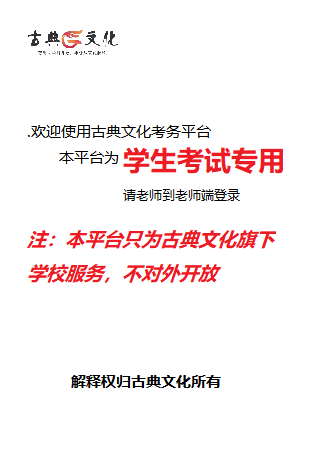 古典文化
.欢迎使用古典文化考务平台
本平台为 学生考试专用
请老师到老师端登录
注：本平台只为古典文化旗下
学校服务，不对外开放
解释权归古典文化所有